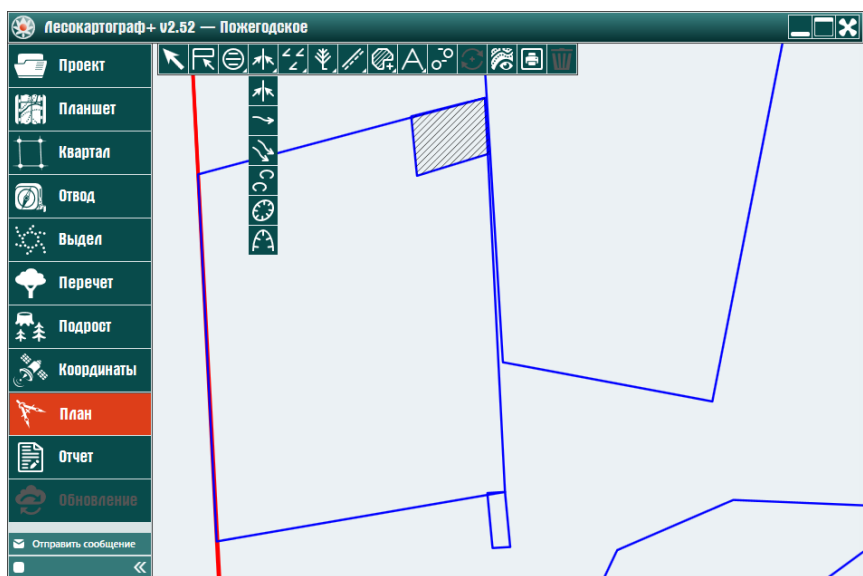 Лесокартограф+ v2.52 — Пожегодское
Проект
Планшет
Квартал
Отвод
Выдел
Перечет
Подрост
Координаты
План
Отчет
Обновление
Отправить сообщение